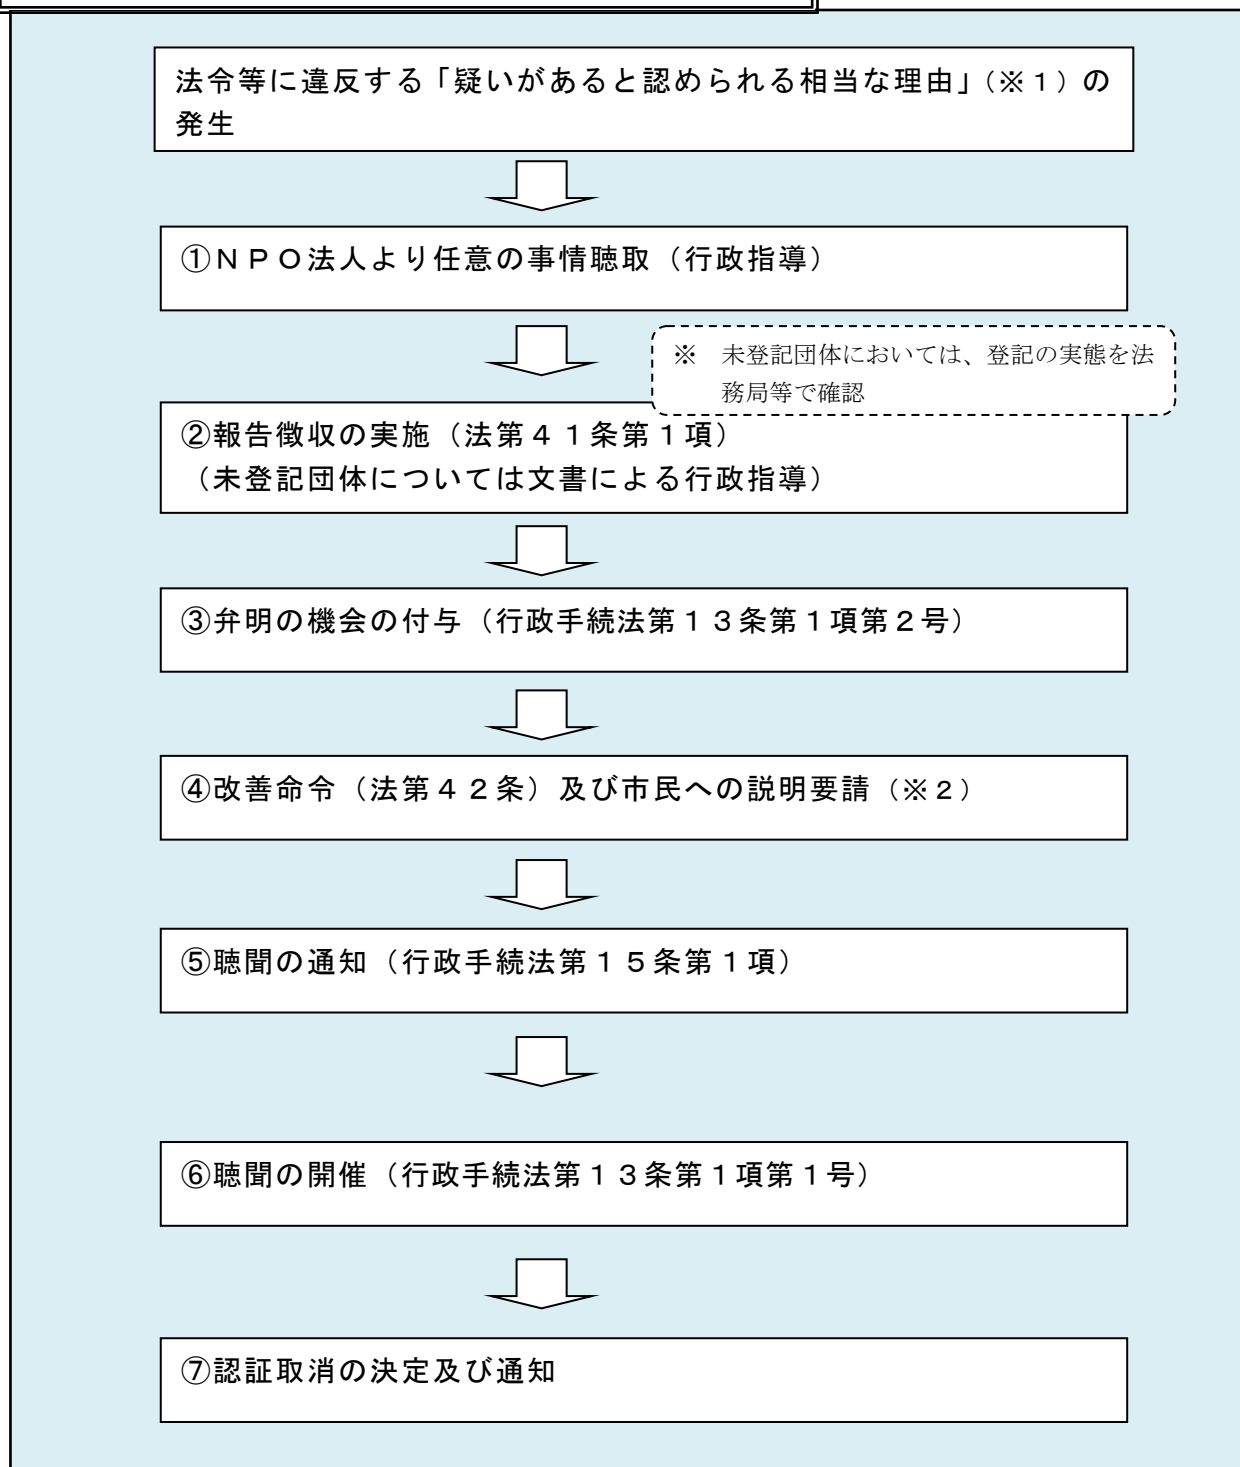 法令等に違反する「疑いがあると認められる相当な理由」（※１）の
発生
①ＮＰＯ法人より任意の事情聴取（行政指導）
※　未登記団体においては、登記の実態を法
務局等で確認
②報告徴収の実施（法第４１条第１項）
（未登記団体については文書による行政指導）
③弁明の機会の付与（行政手続法第１３条第１項第２号）
④改善命令（法第４２条）及び市民への説明要請（※２）
⑤聴聞の通知（行政手続法第１５条第１項）
⑥聴聞の開催（行政手続法第１３条第１項第１号）
⑦認証取消の決定及び通知